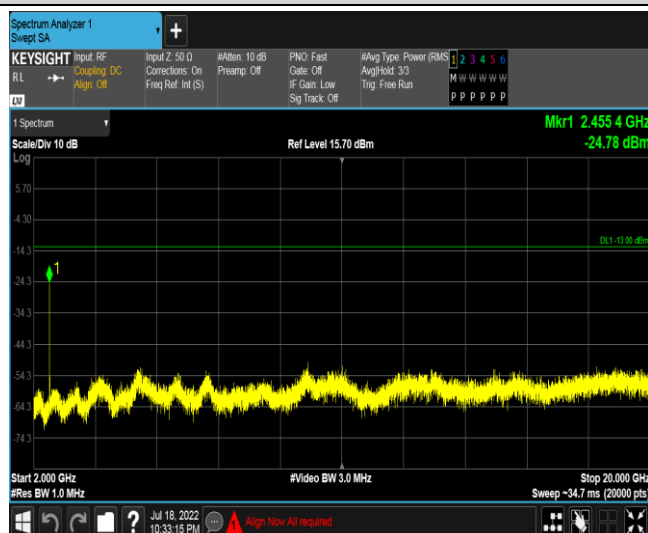 Spectrum Analyzer 1
Swept SA
+
KEYSIGHT
RL
LXI
Input: RF
Coupling: DC
Align: Off
Input Z: 50 Ω
Corrections: On
Freq Ref: Int (S)
#Atten: 10 dB
Preamp: Off
PNO: Fast
Gate: Off
IF Gain: Low
Sig Track: Off
#Avg Type: Power (RMS
Avg|Hold: 3/3
Trig: Free Run
1 2 3 4 5 6
M W W W W W
P P P P P P
1 Spectrum
Scale/Div 10 dB
Ref Level 15.70 dBm
Mkr1 2.455 4 GHz
-24.78 dBm
Log
5.70
-4.30
DL1 -13.00 dBm
-14.3
1
-24.3
-34.3
-44.3
-54.3
-64.3
-74.3
Start 2.000 GHz
#Video BW 3.0 MHz
Stop 20.000 GHz
#Res BW 1.0 MHz
Sweep ~34.7 ms (20000 pts)
?
Jul 18, 2022
10:33:15 PM
Align Now All required